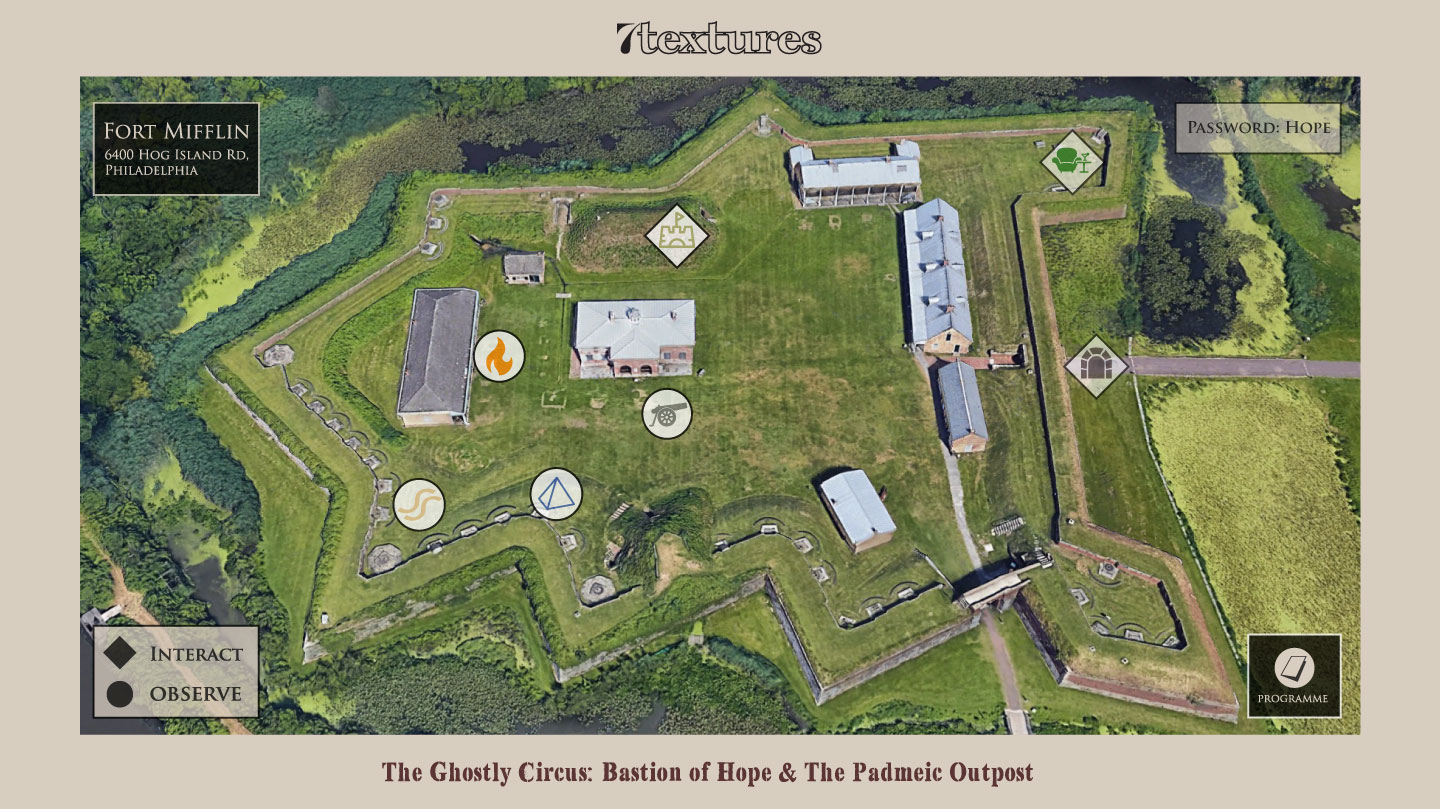 7textures
Fort Mifflin
6400 Hog Island Rd,
Philadelphia
Password: Hope
Interact
Observe
Programme
The Ghostly Circus: Bastion of Hope & The Padmeic Outpost